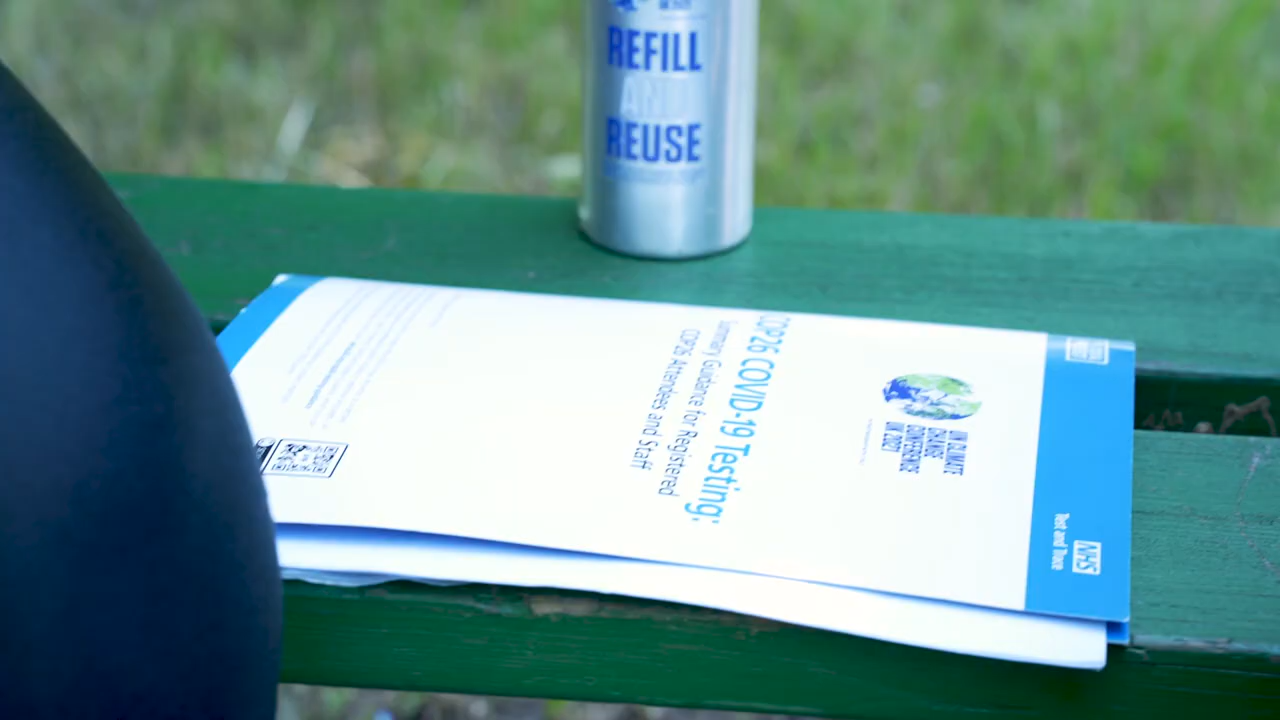 REFILL
AND
REUSE
COP26 COVID-19 Testing:
Summary Guidance for Registered
COP26 Attendees and Staff
UN CLIMATE
CHANGE
CONFERENCE
UK 2021
NHS
Test and Trace